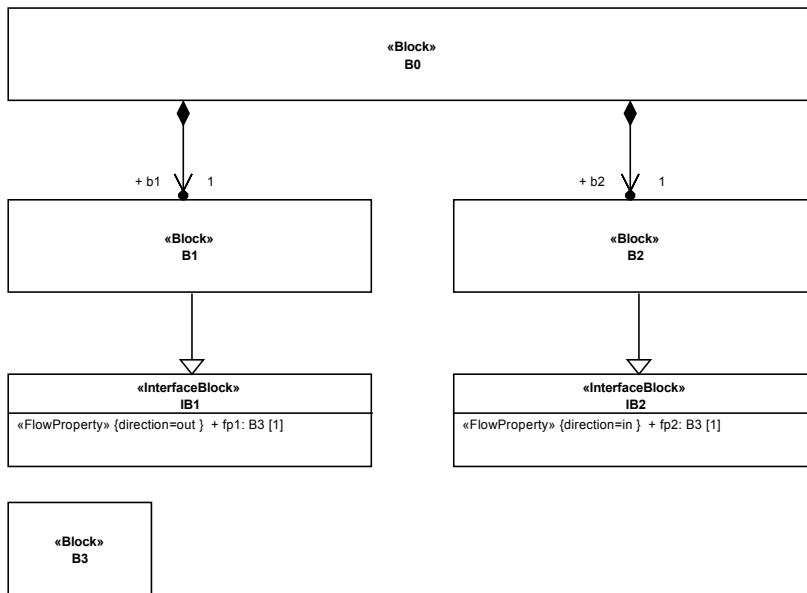 «Block»
B0
+ b1 1
+ b2 1
«Block»
B1
«Block»
B2
«InterfaceBlock»
IB1
«FlowProperty» {direction=out } + fp1: B3 [1]
«InterfaceBlock»
IB2
«FlowProperty» {direction=in } + fp2: B3 [1]
«Block»
B3